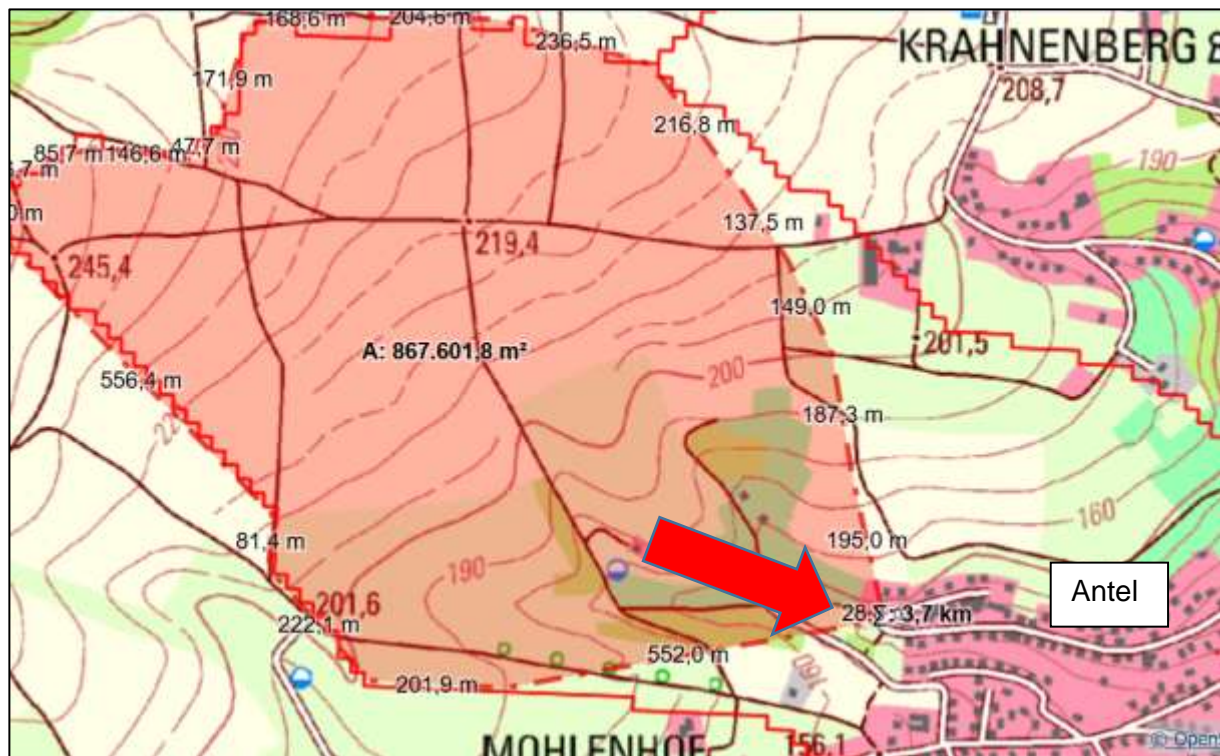 168,6 m
204,6 m
236,5 m
KRAHNENBERG
208,7
171,9 m
216,8 m
85,7 m
146,6 m
47,7 m
190
137,5 m
219,4
245,4
149,0 m
A: 867.601,8 m²
201,5
200
556,4 m
187,3 m
160
81,4 m
195,0 m
190
201,6
Antel
222,1 m
Σ: 3,7 km
552,0 m
160
201,9 m
MOHLENHOF
156,1